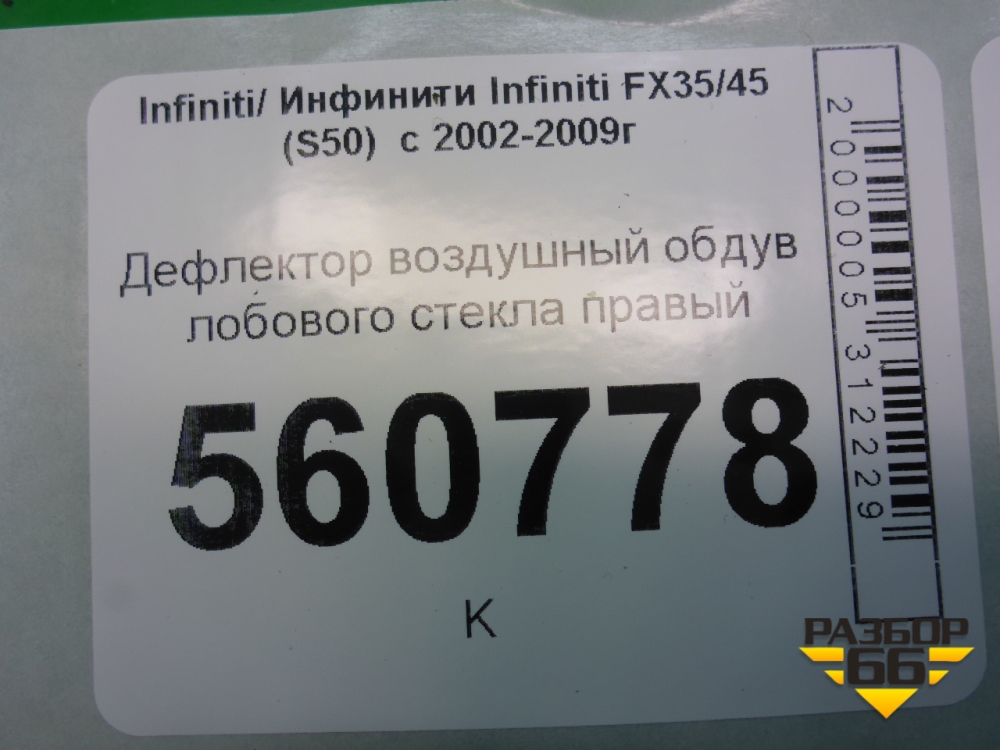 Infiniti/ Инфинити Infiniti FX35/45
(S50) с 2002-2009г
Дефлектор воздушный обдув
лобового стекла правый
560778
К
2000005312229
РАЗБОР
66